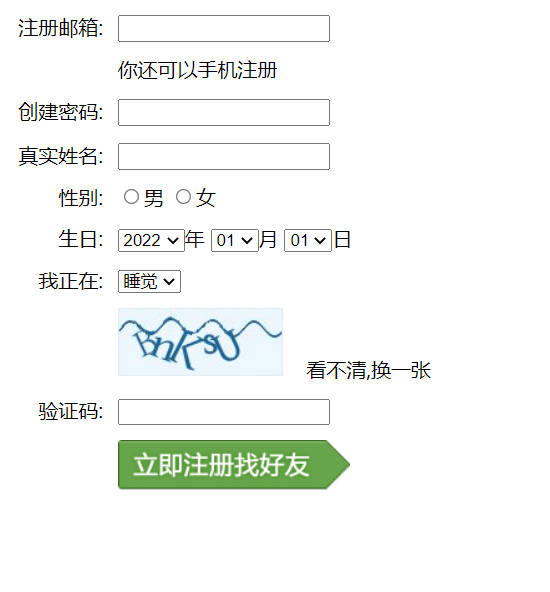 注册邮箱:
你还可以手机注册
创建密码:
真实姓名:
性别: 男 女
生日: 2022 年 01 月 01 日
我正在: 睡觉
BnKsU
看不清,换一张
验证码:
立即注册找好友